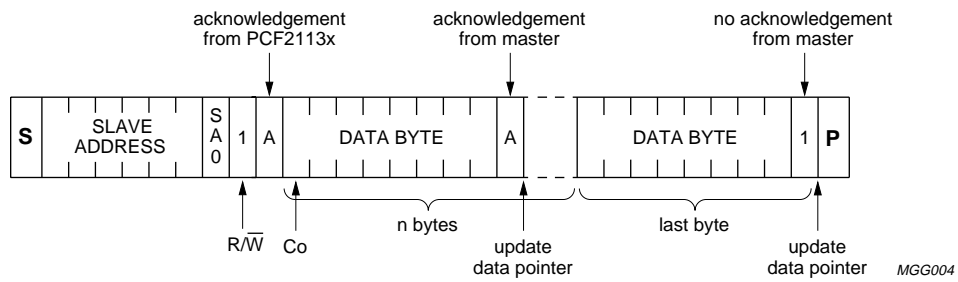 acknowledgement
from PCF2113x
acknowledgement
from master
no acknowledgement
from master
S
SLAVE
ADDRESS
S
A
0
1
A
DATA BYTE
A
DATA BYTE
1
P
R/W̅
Co
n bytes
update
data pointer
last byte
update
data pointer
MGG004